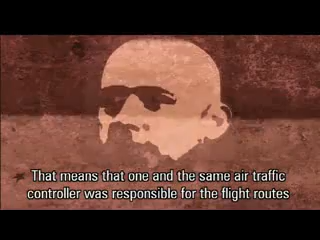 That means that one and the same air traffic
controller was responsible for the flight routes